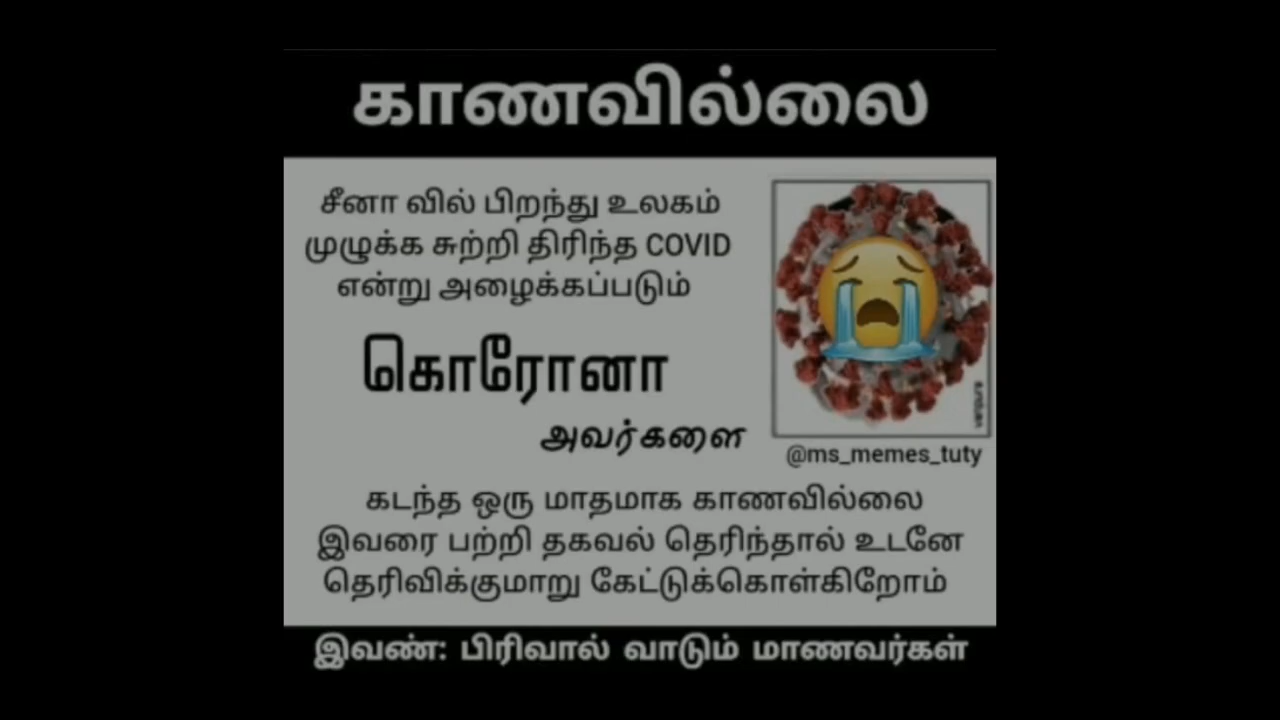 காணவில்லை
சீனா வில் பிறந்து உலகம்
முழுக்க சுற்றி திரிந்த COVID
என்று அழைக்கப்படும்
கொரோனா
அவர்களை
@ms_memes_tuty
கடந்த ஒரு மாதமாக காணவில்லை
இவரை பற்றி தகவல் தெரிந்தால் உடனே
தெரிவிக்குமாறு கேட்டுக்கொள்கிறோம்
இவண்: பிரிவால் வாடும் மாணவர்கள்